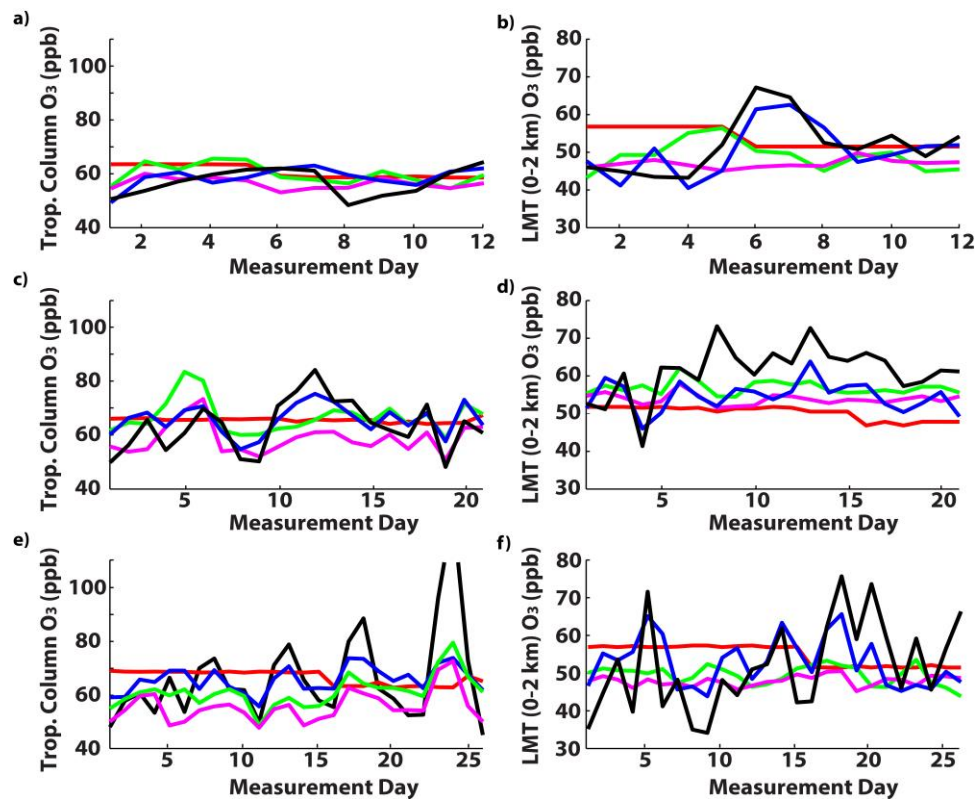 a)
Trop. Column O₃ (ppb)
100
80
60
40
2 4 6 8 10 12
Measurement Day
b)
LMT (0-2 km) O₃ (ppb)
80
70
60
50
40
30
2 4 6 8 10 12
Measurement Day
c)
Trop. Column O₃ (ppb)
100
80
60
40
5 10 15 20
Measurement Day
d)
LMT (0-2 km) O₃ (ppb)
80
70
60
50
40
30
5 10 15 20
Measurement Day
e)
Trop. Column O₃ (ppb)
100
80
60
40
5 10 15 20 25
Measurement Day
f)
LMT (0-2 km) O₃ (ppb)
80
70
60
50
40
30
5 10 15 20 25
Measurement Day